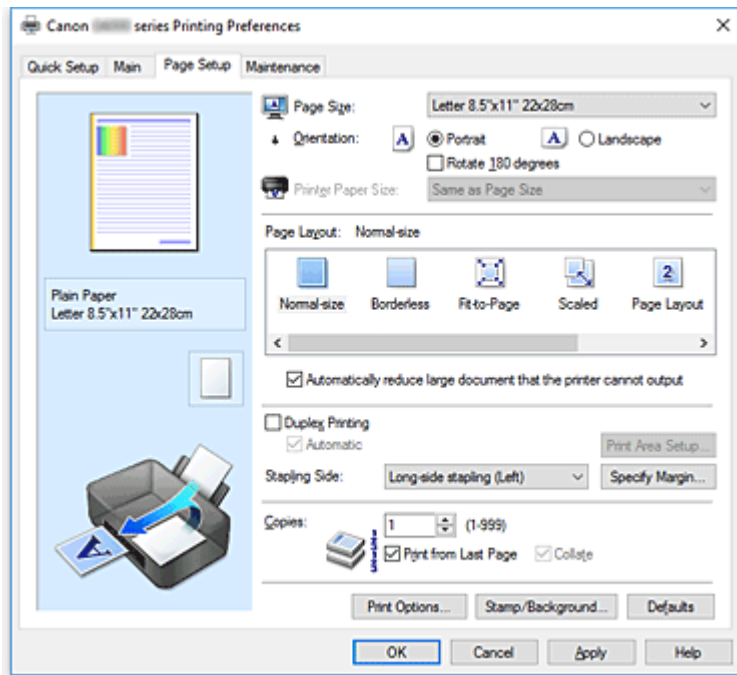 Canon series Printing Preferences
Quick Setup Main Page Setup Maintenance
Page Size: Letter 8.5"x11" 22x28cm
Orientation: A Portrait A Landscape
Rotate 180 degrees
Printer Paper Size: Same as Page Size
Page Layout: Normal-size
2
Normal-size Borderless Fit-to-Page Scaled Page Layout
Plain Paper
Letter 8.5"x11" 22x28cm
Automatically reduce large document that the printer cannot output
Duplex Printing
Automatic
Print Area Setup...
Stapling Side: Long-side stapling (Left) Specify Margin...
Copies: 1 (1-999)
Print from Last Page Collate
A
Print Options... Stamp/Background... Defaults
OK Cancel Apply Help